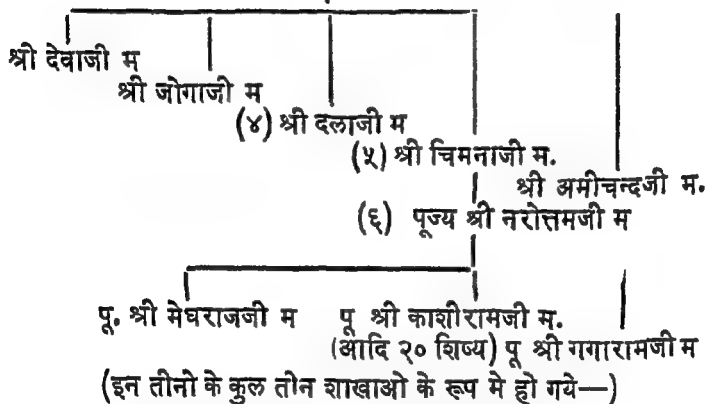 श्री देवाजी म
श्री जोगाजी म
(४) श्री दलाजी म
(५) श्री चिमनाजी म.
श्री अमीचन्दजी म.
(६) पूज्य श्री नरोत्तमजी म
पू. श्री मेघराजजी म पू श्री काशीरामजी म.
(आदि २० शिष्य) पू श्री गगारामजी म
(इन तीनो के कुल तोन शाखाओ के रूप मे हो गये—)